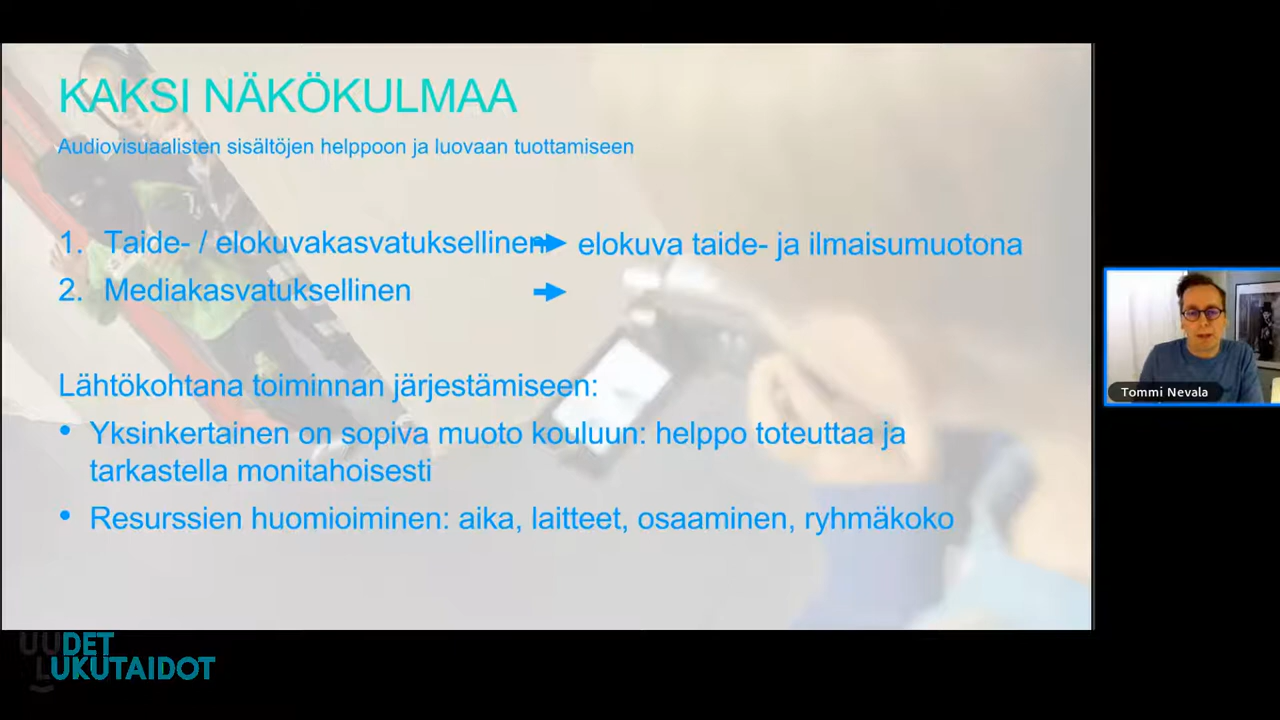 KAKSI NÄKÖKULMAA
Audiovisuaalisten sisältöjen helppoon ja luovaan tuottamiseen
1. Taide- / elokuvakasvatuksellinen elokuva taide- ja ilmaisumuotona
2. Mediakasvatuksellinen
Lähtökohtana toiminnan järjestämiseen:
• Yksinkertainen on sopiva muoto kouluun: helppo toteuttaa ja
tarkastella monitahoisesti
• Resurssien huomioiminen: aika, laitteet, osaaminen, ryhmäkoko
Tommi Nevala
UUDET
LUKUTAIDOT